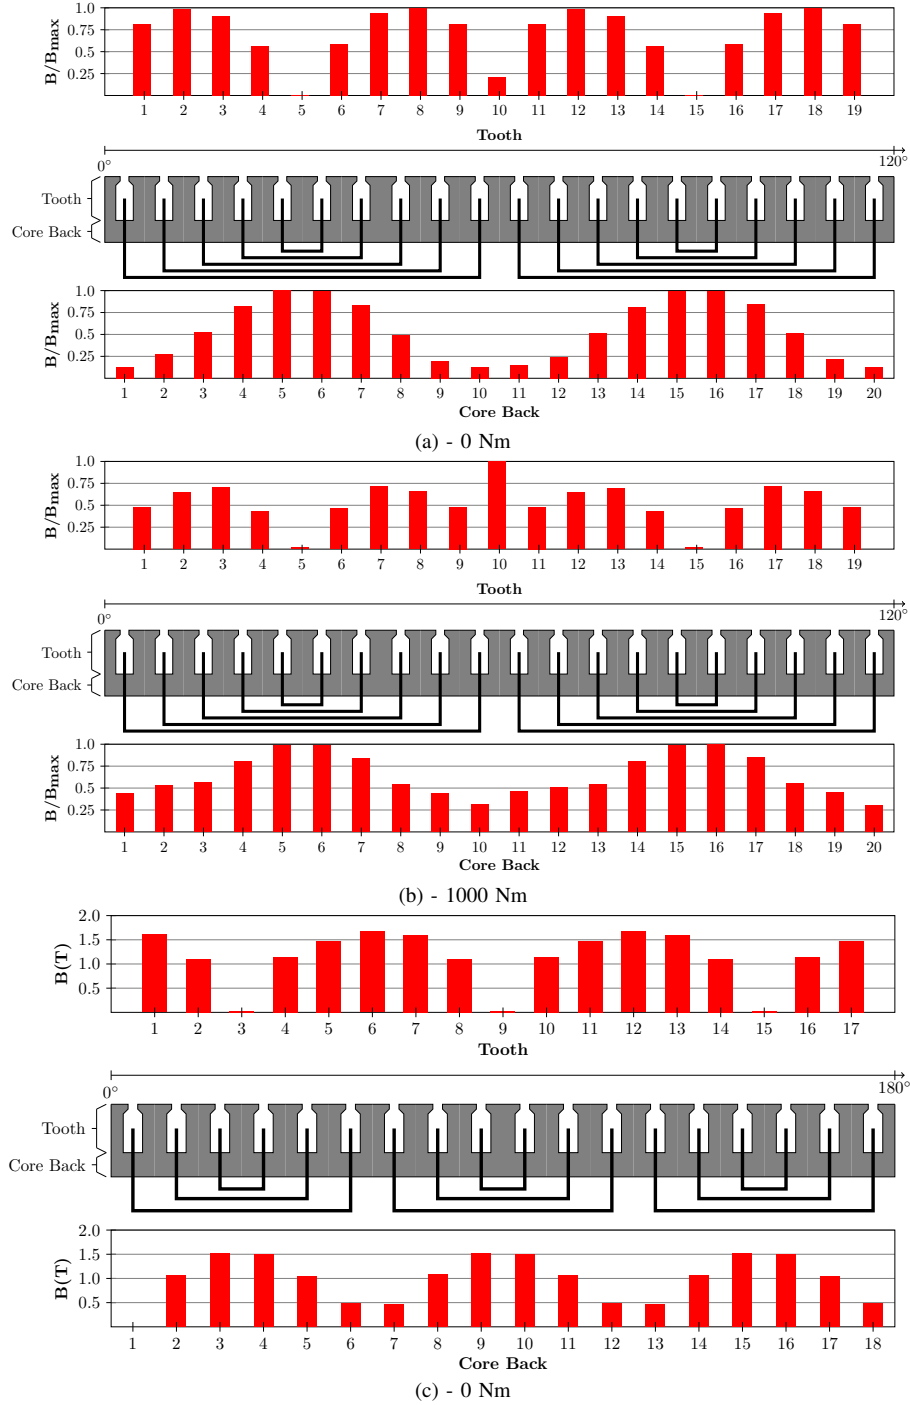 1.0
0.75
0.5
0.25
B/Bmax
1 2 3 4 5 6 7 8 9 10 11 12 13 14 15 16 17 18 19
Tooth
0° 120°
Tooth
Core Back
1.0
0.75
0.5
0.25
B/Bmax
1 2 3 4 5 6 7 8 9 10 11 12 13 14 15 16 17 18 19 20
Core Back
(a) - 0 Nm
1.0
0.75
0.5
0.25
B/Bmax
1 2 3 4 5 6 7 8 9 10 11 12 13 14 15 16 17 18 19
Tooth
0° 120°
Tooth
Core Back
1.0
0.75
0.5
0.25
B/Bmax
1 2 3 4 5 6 7 8 9 10 11 12 13 14 15 16 17 18 19 20
Core Back
(b) - 1000 Nm
2.0
1.5
1.0
0.5
B(T)
1 2 3 4 5 6 7 8 9 10 11 12 13 14 15 16 17
Tooth
0° 180°
Tooth
Core Back
2.0
1.5
1.0
0.5
B(T)
1 2 3 4 5 6 7 8 9 10 11 12 13 14 15 16 17 18
Core Back
(c) - 0 Nm